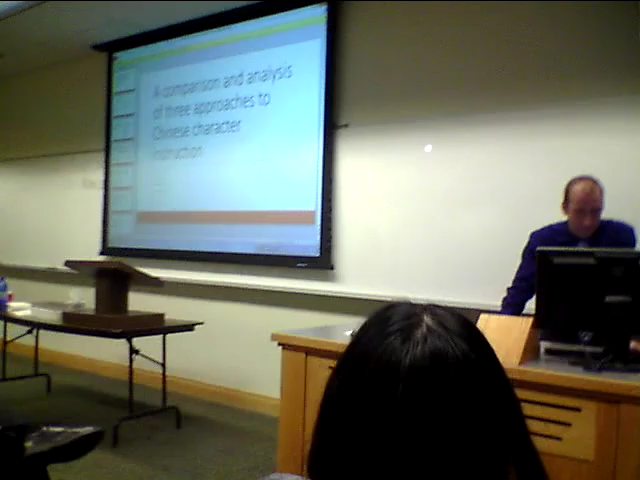 A comparison and analysis
of three approaches to
Chinese character
instruction